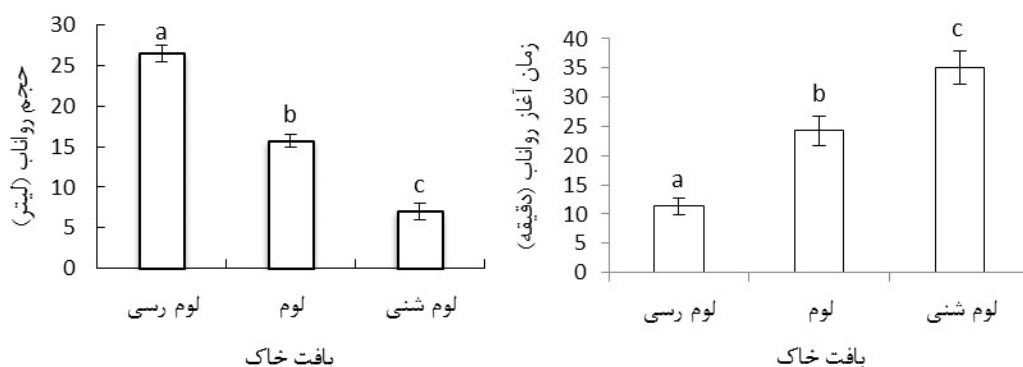 حجم رواناب (لیتر)
30
25
20
15
10
5
0
a
b
c
لوم رسی
لوم
لوم شنی
بافت خاک
زمان آغاز رواناب (دقیقه)
40
35
30
25
20
15
10
5
0
a
b
c
لوم رسی
لوم
لوم شنی
بافت خاک